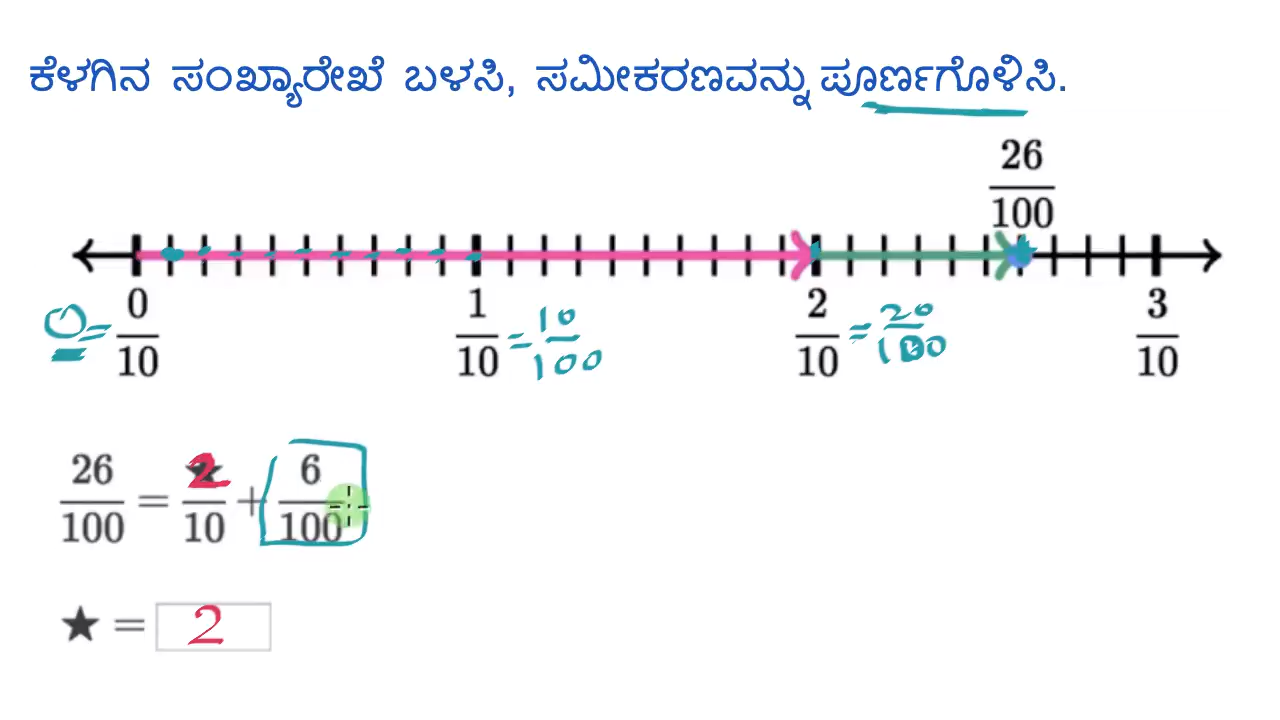 ಕೆಳಗಿನ ಸಂಖ್ಯಾರೇಖೆ ಬಳಸಿ, ಸಮೀಕರಣವನ್ನು ಪೂರ್ಣಗೊಳಿಸಿ.
26/100
0 = 0/10 1/10 = 10/100 2/10 = 20/100 3/10
26/100 = 2/10 + 6/100
★ = 2